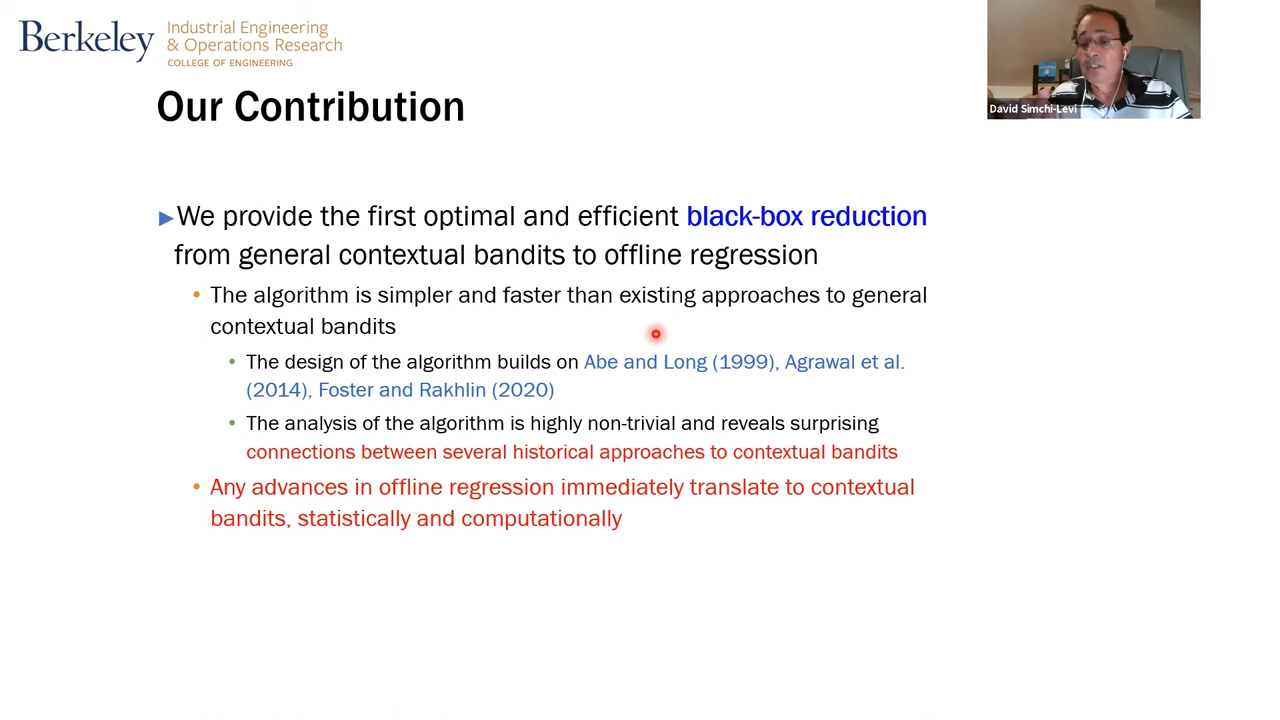 Berkeley
Industrial Engineering
& Operations Research
COLLEGE OF ENGINEERING
David Simchi-Levi
Our Contribution
►We provide the first optimal and efficient black-box reduction
from general contextual bandits to offline regression
• The algorithm is simpler and faster than existing approaches to general
contextual bandits
• The design of the algorithm builds on Abe and Long (1999), Agrawal et al.
(2014), Foster and Rakhlin (2020)
• The analysis of the algorithm is highly non-trivial and reveals surprising
connections between several historical approaches to contextual bandits
• Any advances in offline regression immediately translate to contextual
bandits, statistically and computationally